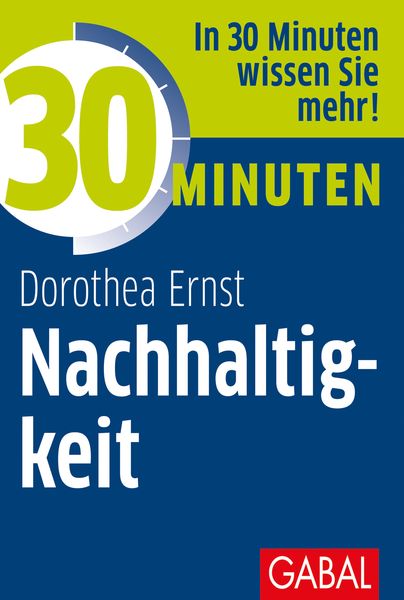 In 30 Minuten
wissen Sie
mehr!
30 MINUTEN
Dorothea Ernst
Nachhaltig-
keit
GABAL